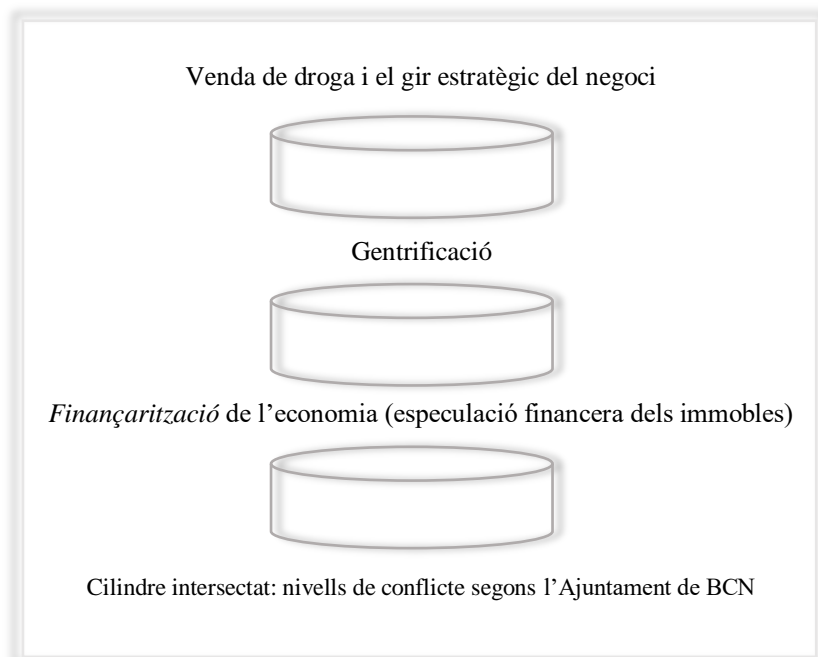 Venda de droga i el gir estratègic del negoci
Gentrificació
Finançarització de l’economia (especulació financera dels immobles)
Cilindre intersectat: nivells de conflicte segons l’Ajuntament de BCN